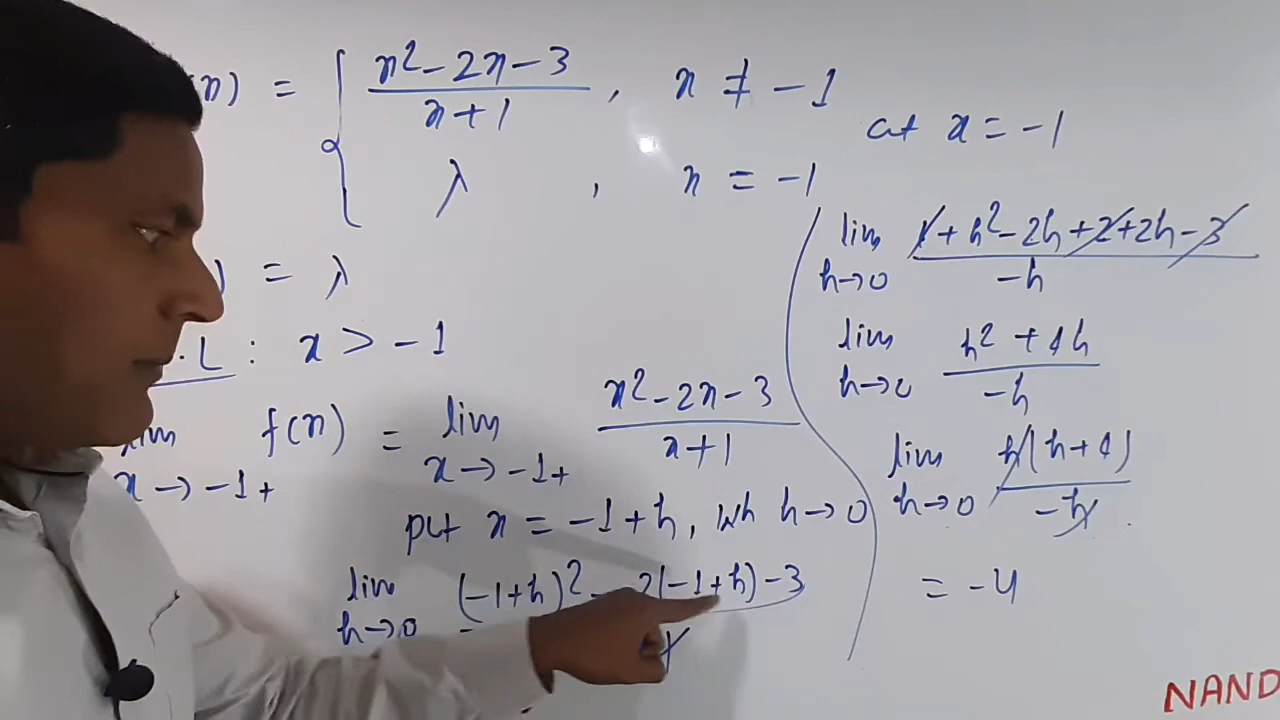 (x) = { x² - 2x - 3 / x + 1 , x ≠ -1
λ , x = -1
at x = -1
) = λ
.L : x > -1
lim x → -1+ f(x) = lim x → -1+ x² - 2x - 3 / x + 1
put x = -1 + h, wh h → 0
lim h → 0 (-1 + h)² - 2(-1 + h) - 3
lim h → 0 1 + h² - 2h + 2 + 2h - 3 / -h
lim h → 0 h² + 4h / -h
lim h → 0 h(h + 4) / -h
= -4
NAND